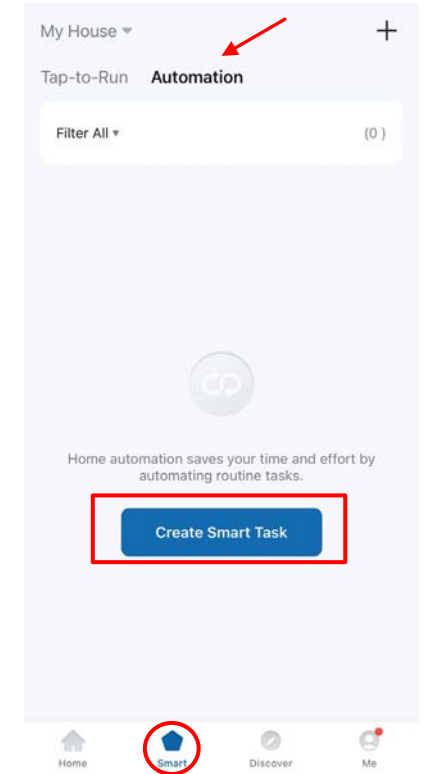 My House
Tap-to-Run Automation
Filter All (0 )
Home automation saves your time and effort by
automating routine tasks.
Create Smart Task
Home Smart Discover Me